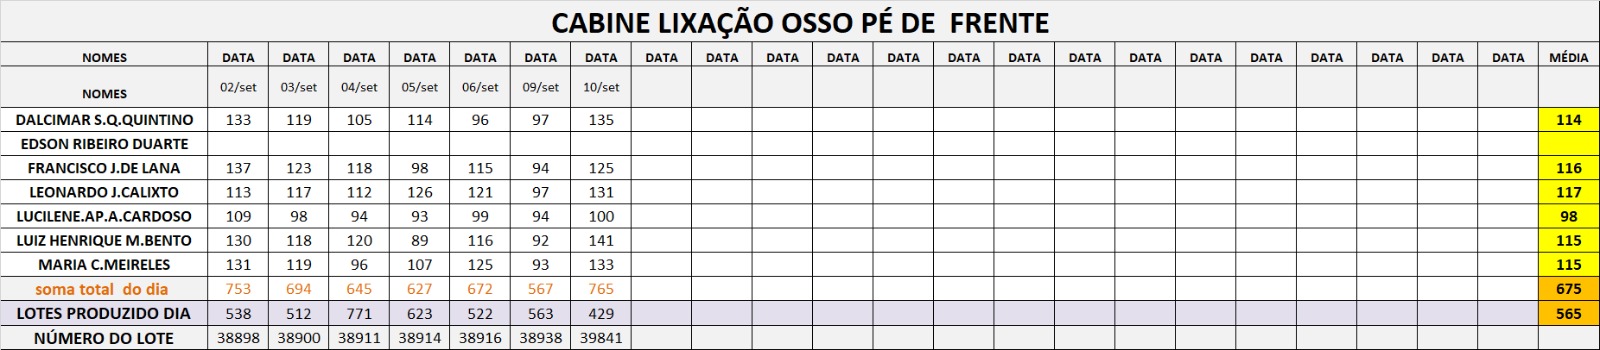 CABINE LIXAÇÃO OSSO PÉ DE  FRENTE
NOMES DATA DATA DATA DATA DATA DATA DATA DATA DATA DATA DATA DATA DATA DATA DATA DATA DATA DATA DATA DATA DATA DATA MÉDIA
NOMES 02/set 03/set 04/set 05/set 06/set 09/set 10/set
DALCIMAR S.Q.QUINTINO 133 119 105 114 96 97 135 114
EDSON RIBEIRO DUARTE
FRANCISCO J.DE LANA 137 123 118 98 115 94 125 116
LEONARDO J.CALIXTO 113 117 112 126 121 97 131 117
LUCILENE.AP.A.CARDOSO 109 98 94 93 99 94 100 98
LUIZ HENRIQUE M.BENTO 130 118 120 89 116 92 141 115
MARIA C.MEIRELES 131 119 96 107 125 93 133 115
soma total  do dia 753 694 645 627 672 567 765 675
LOTES PRODUZIDO DIA 538 512 771 623 522 563 429 565
NÚMERO DO LOTE 38898 38900 38911 38914 38916 38938 39841